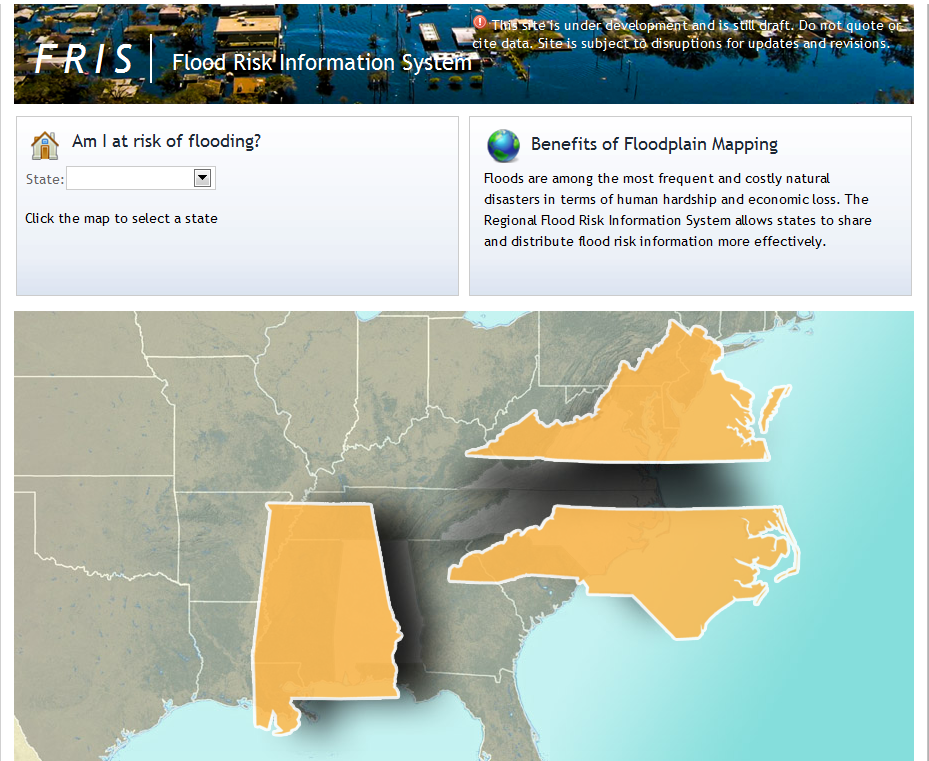 FRIS
Flood Risk Information System
This site is under development and is still draft. Do not quote or
cite data. Site is subject to disruptions for updates and revisions.
Am I at risk of flooding?
State:
Click the map to select a state
Benefits of Floodplain Mapping
Floods are among the most frequent and costly natural
disasters in terms of human hardship and economic loss. The
Regional Flood Risk Information System allows states to share
and distribute flood risk information more effectively.